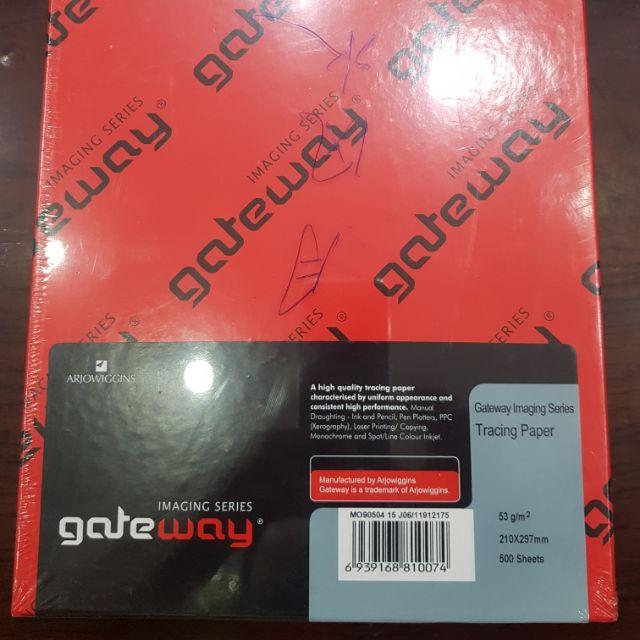 gateway
gateway
IMAGING SERIES
IMAGING SERIES
IMAGING SERIES
gateway®
gateway®
gateway®
ARJOWIGGINS
A high quality tracing paper
characterised by uniform appearance and
consistent high performance. Manual
Draughting - Ink and Pencil, Pen Plotters, PPC
(Xerography), Laser Printing/ Copying,
Monochrome and Spot/Line Colour Inkjet.
Gateway Imaging Series
Tracing Paper
Manufactured by Arjowiggins
Gateway is a trademark of Arjowiggins.
IMAGING SERIES
gateway®
MO90504 15 J06/11912175
6 939168 810074
53 g/m²
210X297mm
500 Sheets